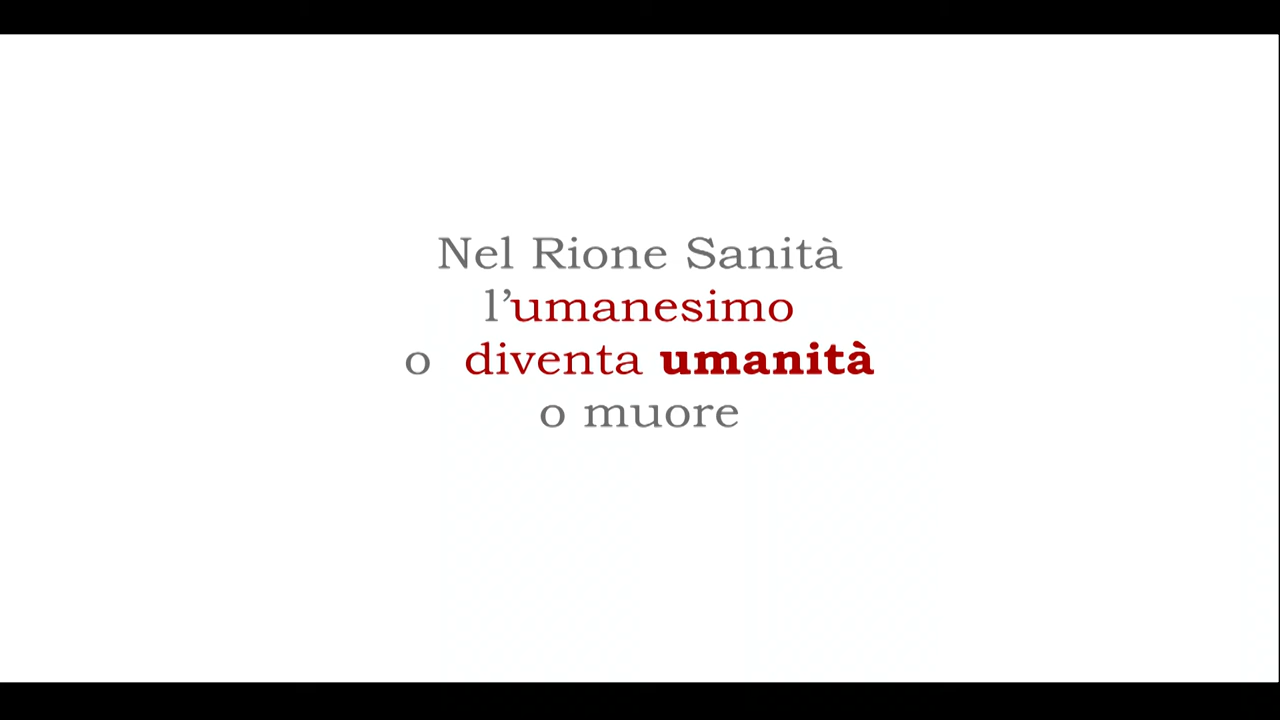 Nel Rione Sanità
l’umanesimo
o diventa umanità
o muore